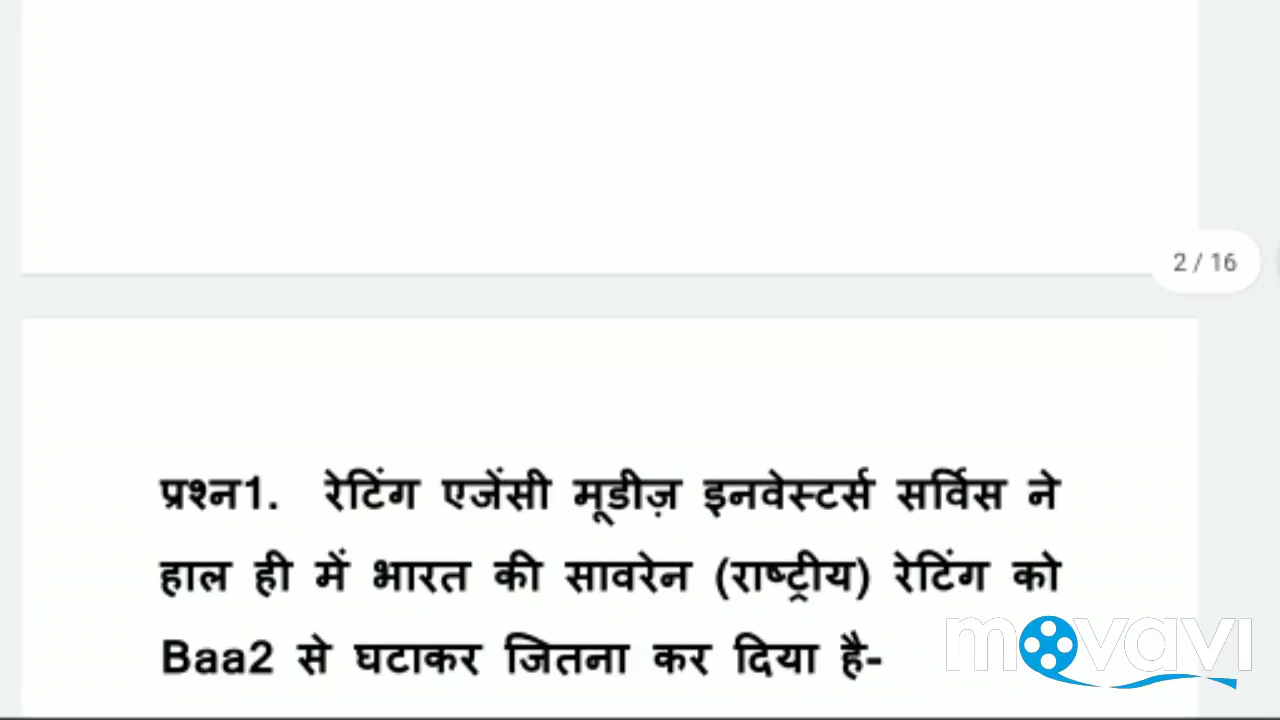 2 / 16
प्रश्न1. रेटिंग एजेंसी मूडीज़ इनवेस्टर्स सर्विस ने
हाल ही में भारत की सावरेन (राष्ट्रीय) रेटिंग को
Baa2 से घटाकर जितना कर दिया है-
movavi